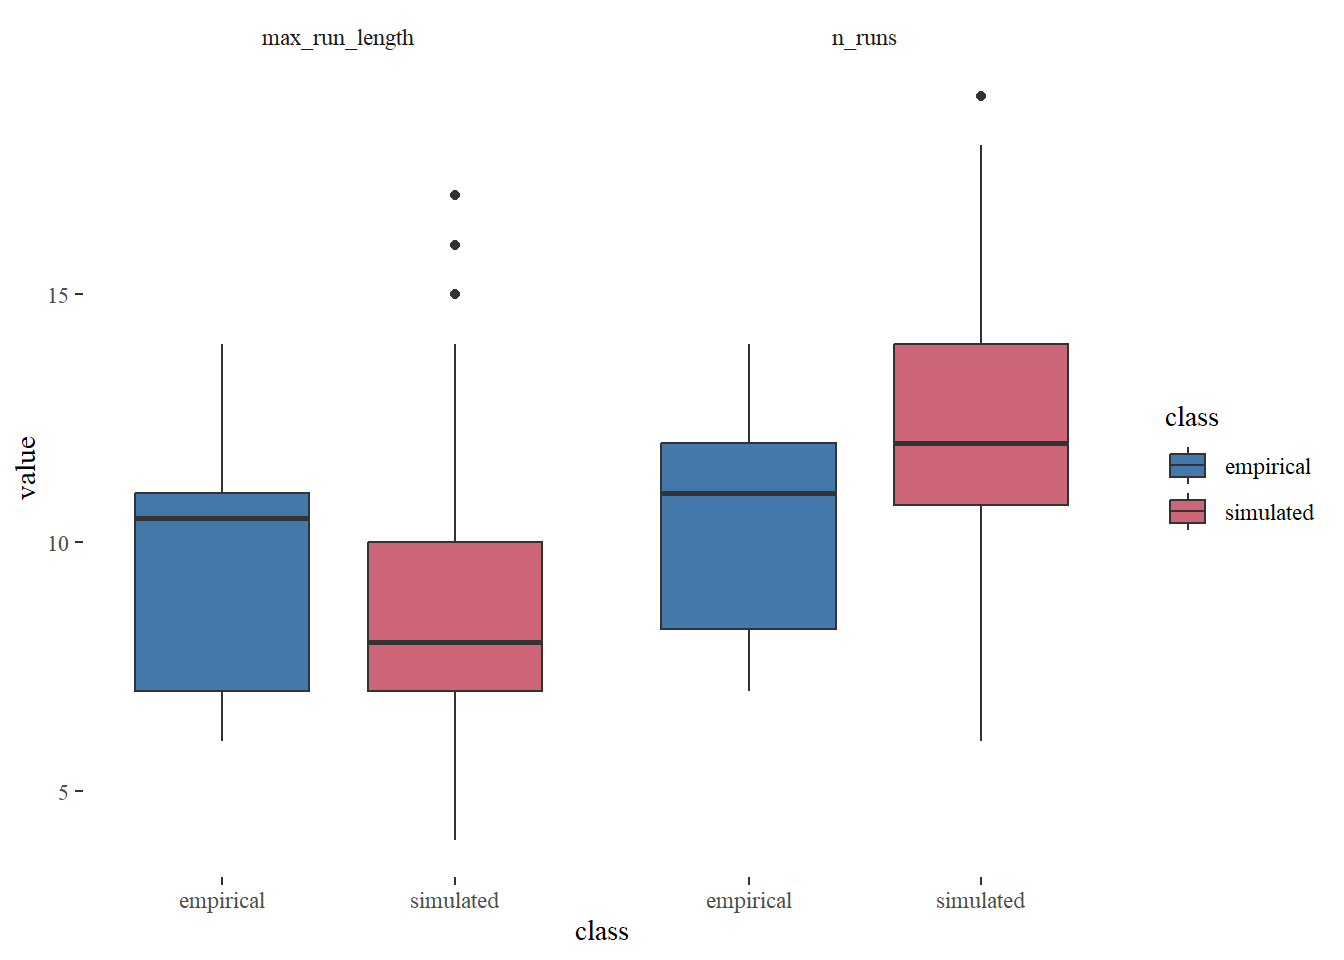 max_run_length
n_runs
value
15
10
5
empirical
simulated
empirical
simulated
class
class
empirical
simulated